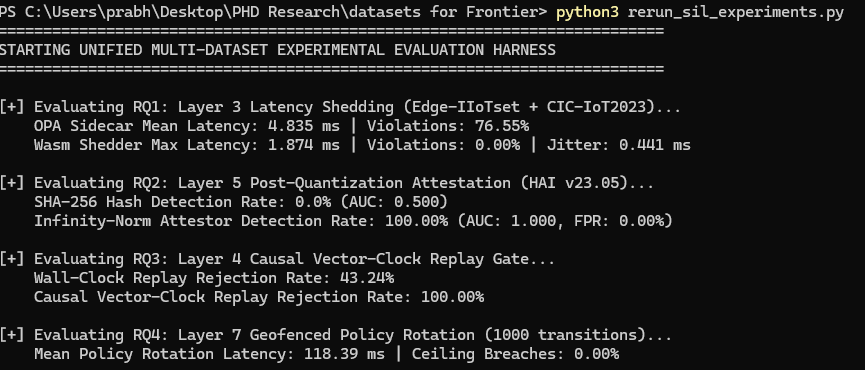 PS C:\Users\prabh\Desktop\PHD Research\datasets for Frontier> python3 rerun_sil_experiments.py
===========================================================================
STARTING UNIFIED MULTI-DATASET EXPERIMENTAL EVALUATION HARNESS
===========================================================================
[+] Evaluating RQ1: Layer 3 Latency Shedding (Edge-IIoTset + CIC-IoT2023)...
OPA Sidecar Mean Latency: 4.835 ms | Violations: 76.55%
Wasm Shedder Max Latency: 1.874 ms | Violations: 0.00% | Jitter: 0.441 ms
[+] Evaluating RQ2: Layer 5 Post-Quantization Attestation (HAI v23.05)...
SHA-256 Hash Detection Rate: 0.0% (AUC: 0.500)
Infinity-Norm Attestor Detection Rate: 100.00% (AUC: 1.000, FPR: 0.00%)
[+] Evaluating RQ3: Layer 4 Causal Vector-Clock Replay Gate...
Wall-Clock Replay Rejection Rate: 43.24%
Causal Vector-Clock Replay Rejection Rate: 100.00%
[+] Evaluating RQ4: Layer 7 Geofenced Policy Rotation (1000 transitions)...
Mean Policy Rotation Latency: 118.39 ms | Ceiling Breaches: 0.00%